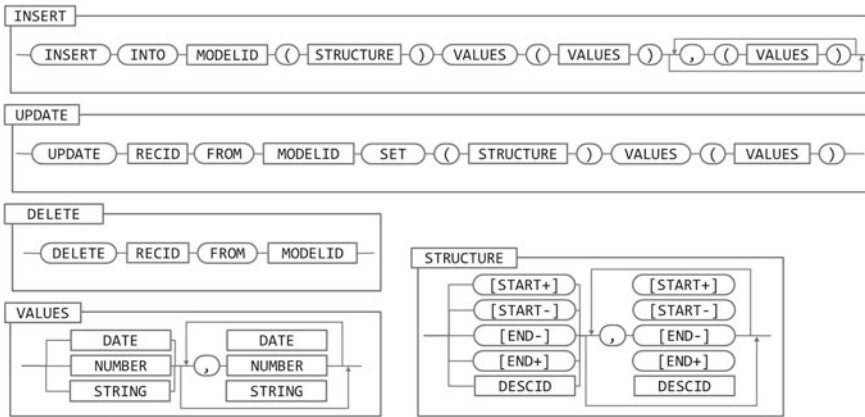 INSERT
INSERT INTO MODELID ( STRUCTURE ) VALUES ( VALUES ) , ( VALUES )
UPDATE
UPDATE RECID FROM MODELID SET ( STRUCTURE ) VALUES ( VALUES )
DELETE
DELETE RECID FROM MODELID
VALUES
DATE DATE
NUMBER , NUMBER
STRING STRING
STRUCTURE
[START+] [START+]
[START-] [START-]
[END-] , [END-]
[END+] [END+]
DESCID DESCID